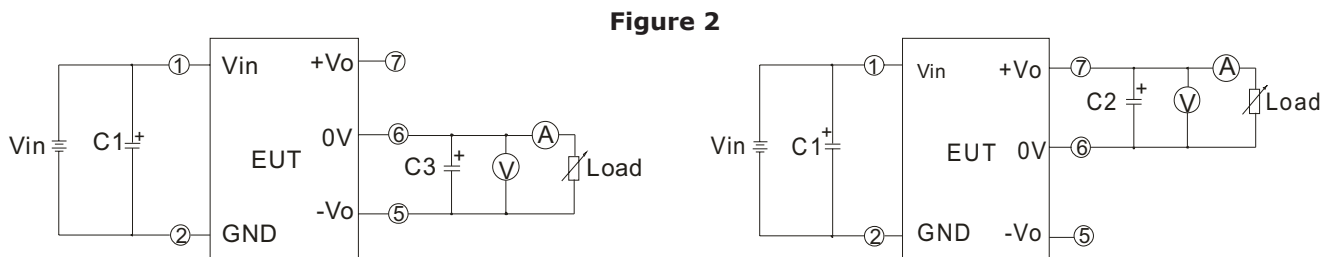 Figure 2
① Vin +Vo ⑦
Vin C1 + 0V ⑥ A
EUT C3 + V Load
② GND -Vo ⑤
① Vin +Vo ⑦ A
C2 + V Load
Vin C1 + EUT 0V ⑥
② GND -Vo ⑤